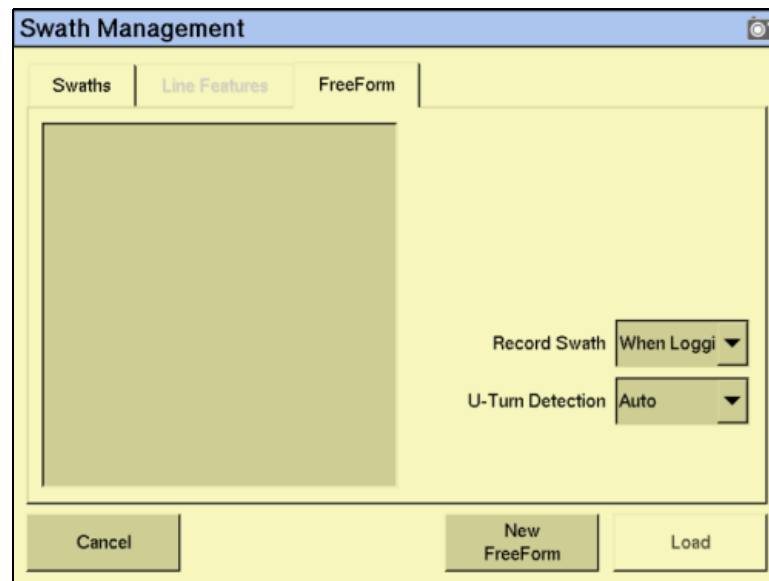 Swath Management
Swaths
Line Features
FreeForm
Record Swath
When Loggi
U-Turn Detection
Auto
Cancel
New
FreeForm
Load